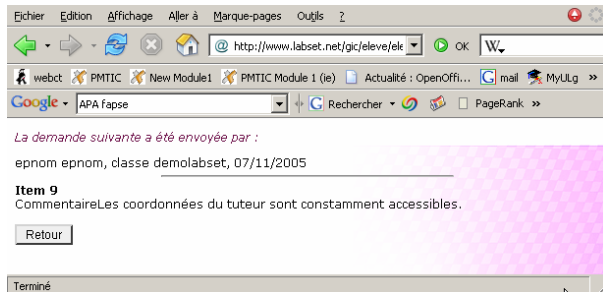 Fichier Edition Affichage Aller à Marque-pages Outils ?
http://www.labset.net/gic/eleve/ele OK W.
webct PMTIC New Module1 PMTIC Module 1 (ie) Actualité : OpenOffi... G mail MyULg »
Google APA fapse Rechercher PageRank »
La demande suivante a été envoyée par :
epnom epnom, classe demolabset, 07/11/2005
Item 9
CommentaireLes coordonnées du tuteur sont constamment accessibles.
Retour
Terminé